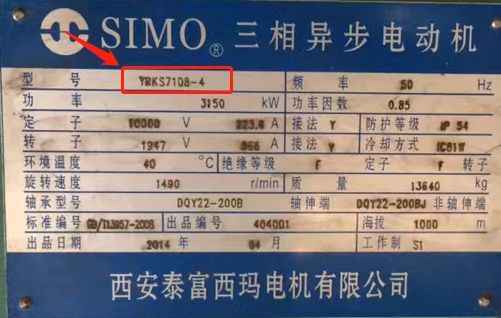 SIMO® 三相异步电动机
型号 YRKS7108-4 频率 50 Hz
功率 3150 kW 功率因数 0.85
定子 10000 V 223.8 A 接法 Y 防护等级 IP 54
转子 1947 V 966 A 接法 Y 冷却方式 IC81W
环境温度 40 ℃ 绝缘等级 F 定子 F 转子
旋转速度 1490 r/min 质量 13640 kg
轴承型号 DQY22-200B 轴伸端 DQY22-200BJ 非轴伸端
标准编号 GB/T13957-2008 出品编号 404001 海拔 1000 m
出品日期 2014 年 04 月 工作制 S1
西安泰富西玛电机有限公司